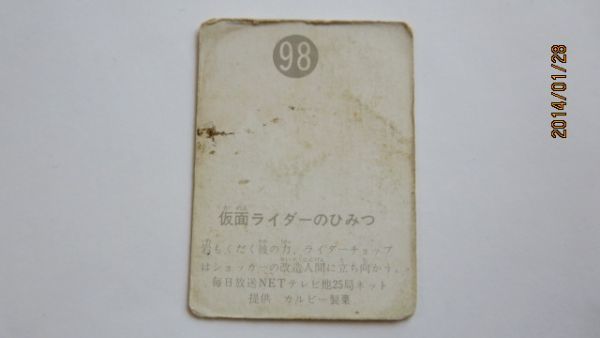 98
仮面ライダーのひみつ
岩もくだく彼の力、ライダーチョップ
はショッカーの改造人間に立ち向かう。
毎日放送NETテレビ他25局ネット
提供 カルビー製菓
2014/01/28